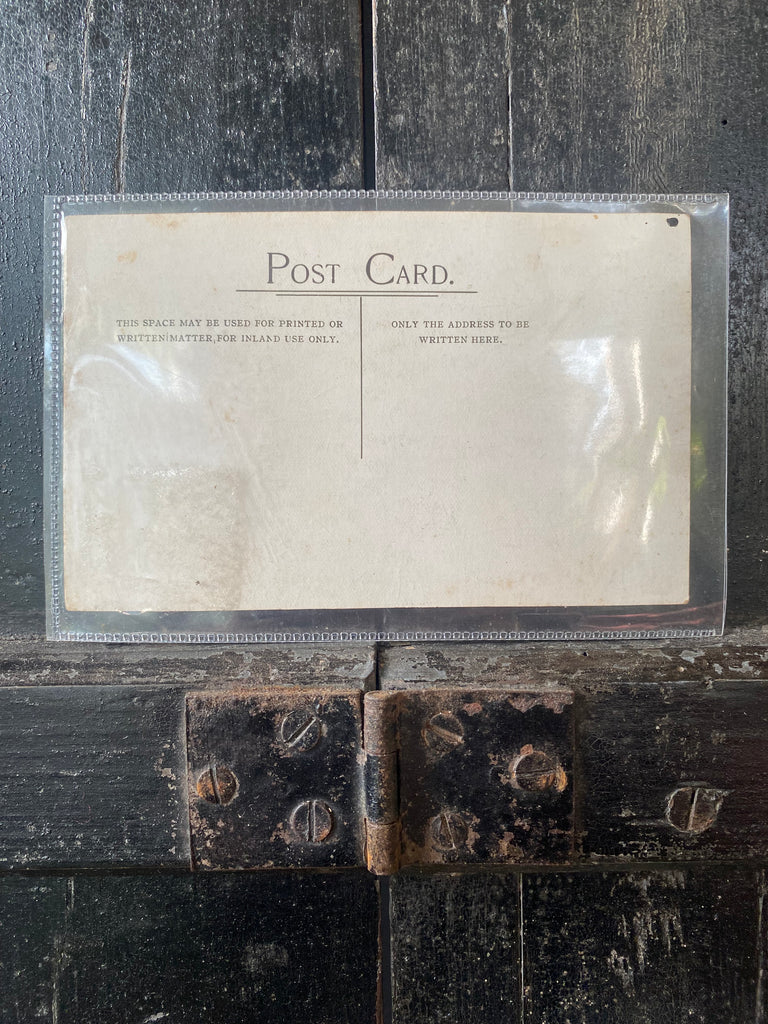 POST CARD.
THIS SPACE MAY BE USED FOR PRINTED OR
WRITTEN MATTER, FOR INLAND USE ONLY.
ONLY THE ADDRESS TO BE
WRITTEN HERE.